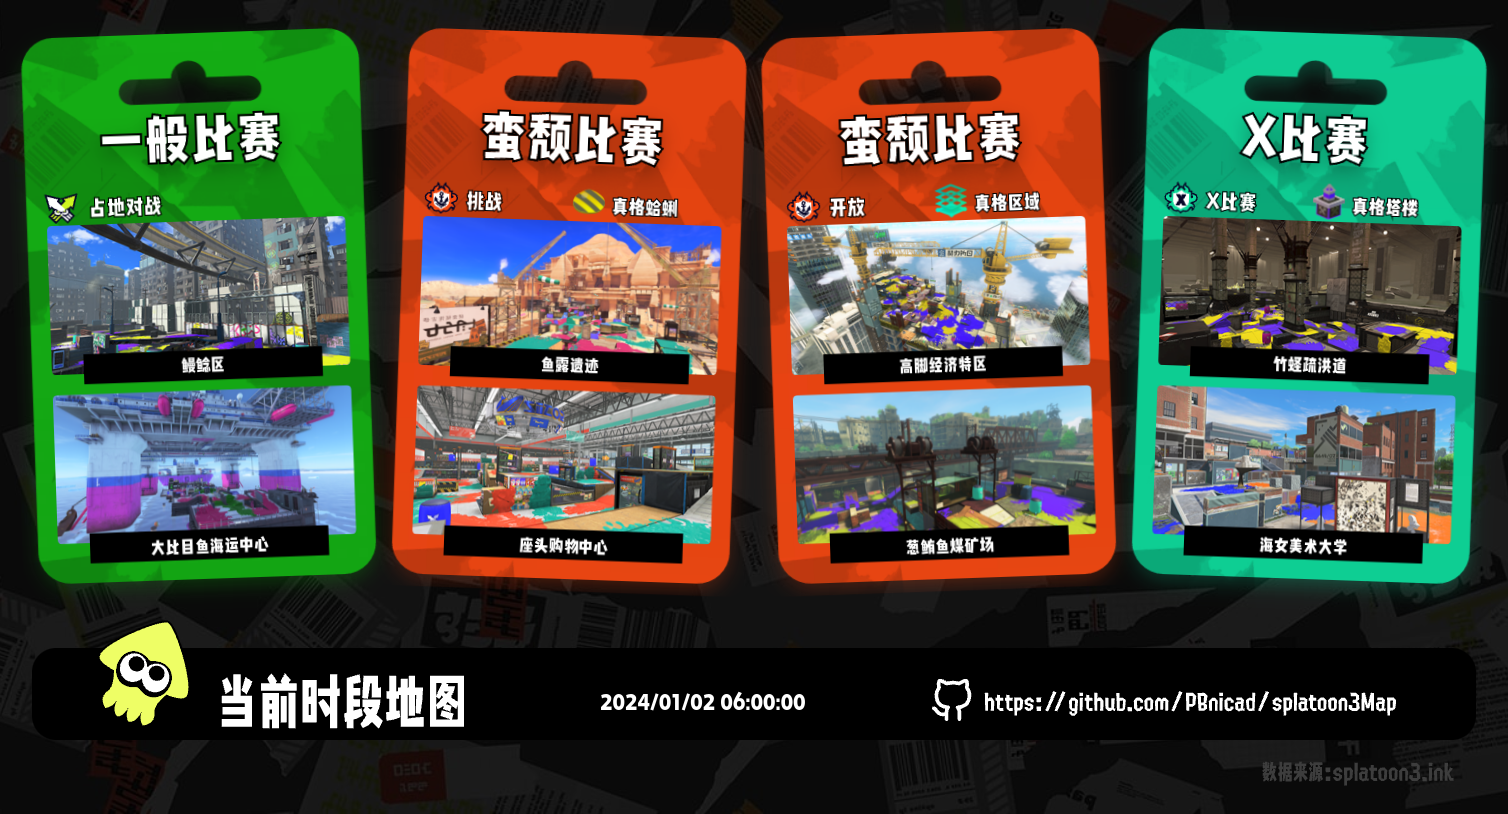 一般比赛
占地对战
鳗鲶区
大比目鱼海运中心
蛮颓比赛
挑战
真格蛤蜊
鱼露遗迹
座头购物中心
蛮颓比赛
开放
真格区域
高脚经济特区
葱鲔鱼煤矿场
X比赛
X比赛
真格塔楼
竹蛏疏洪道
海女美术大学
当前时段地图
2024/01/02 06:00:00
https://github.com/PBnicad/splatoon3Map
数据来源:splatoon3.ink